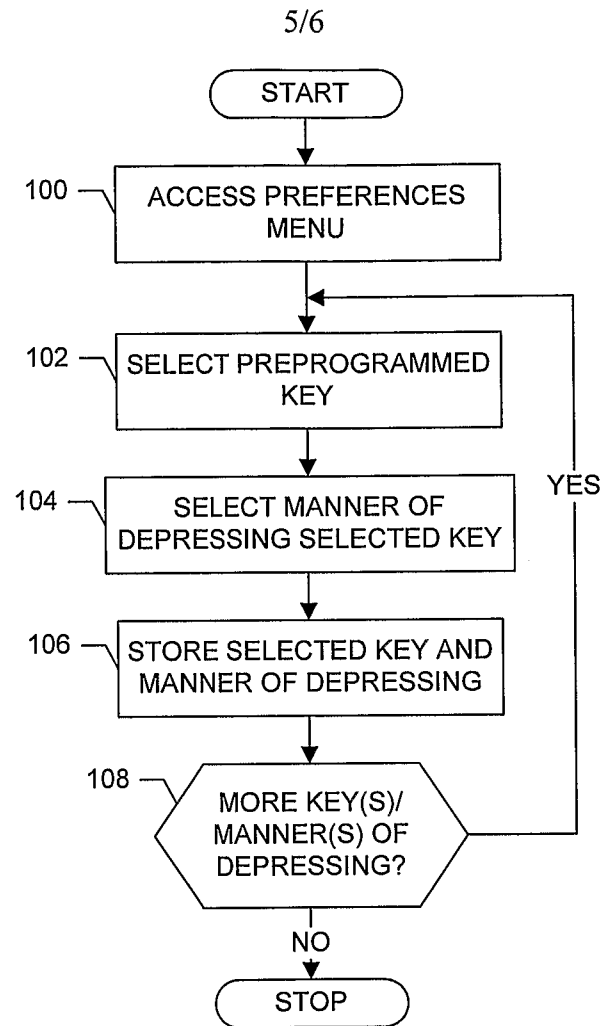 5/6
START
100
ACCESS PREFERENCES
MENU
102
SELECT PREPROGRAMMED
KEY
104
SELECT MANNER OF
DEPRESSING SELECTED KEY
YES
106
STORE SELECTED KEY AND
MANNER OF DEPRESSING
108
MORE KEY(S)/
MANNER(S) OF
DEPRESSING?
NO
STOP